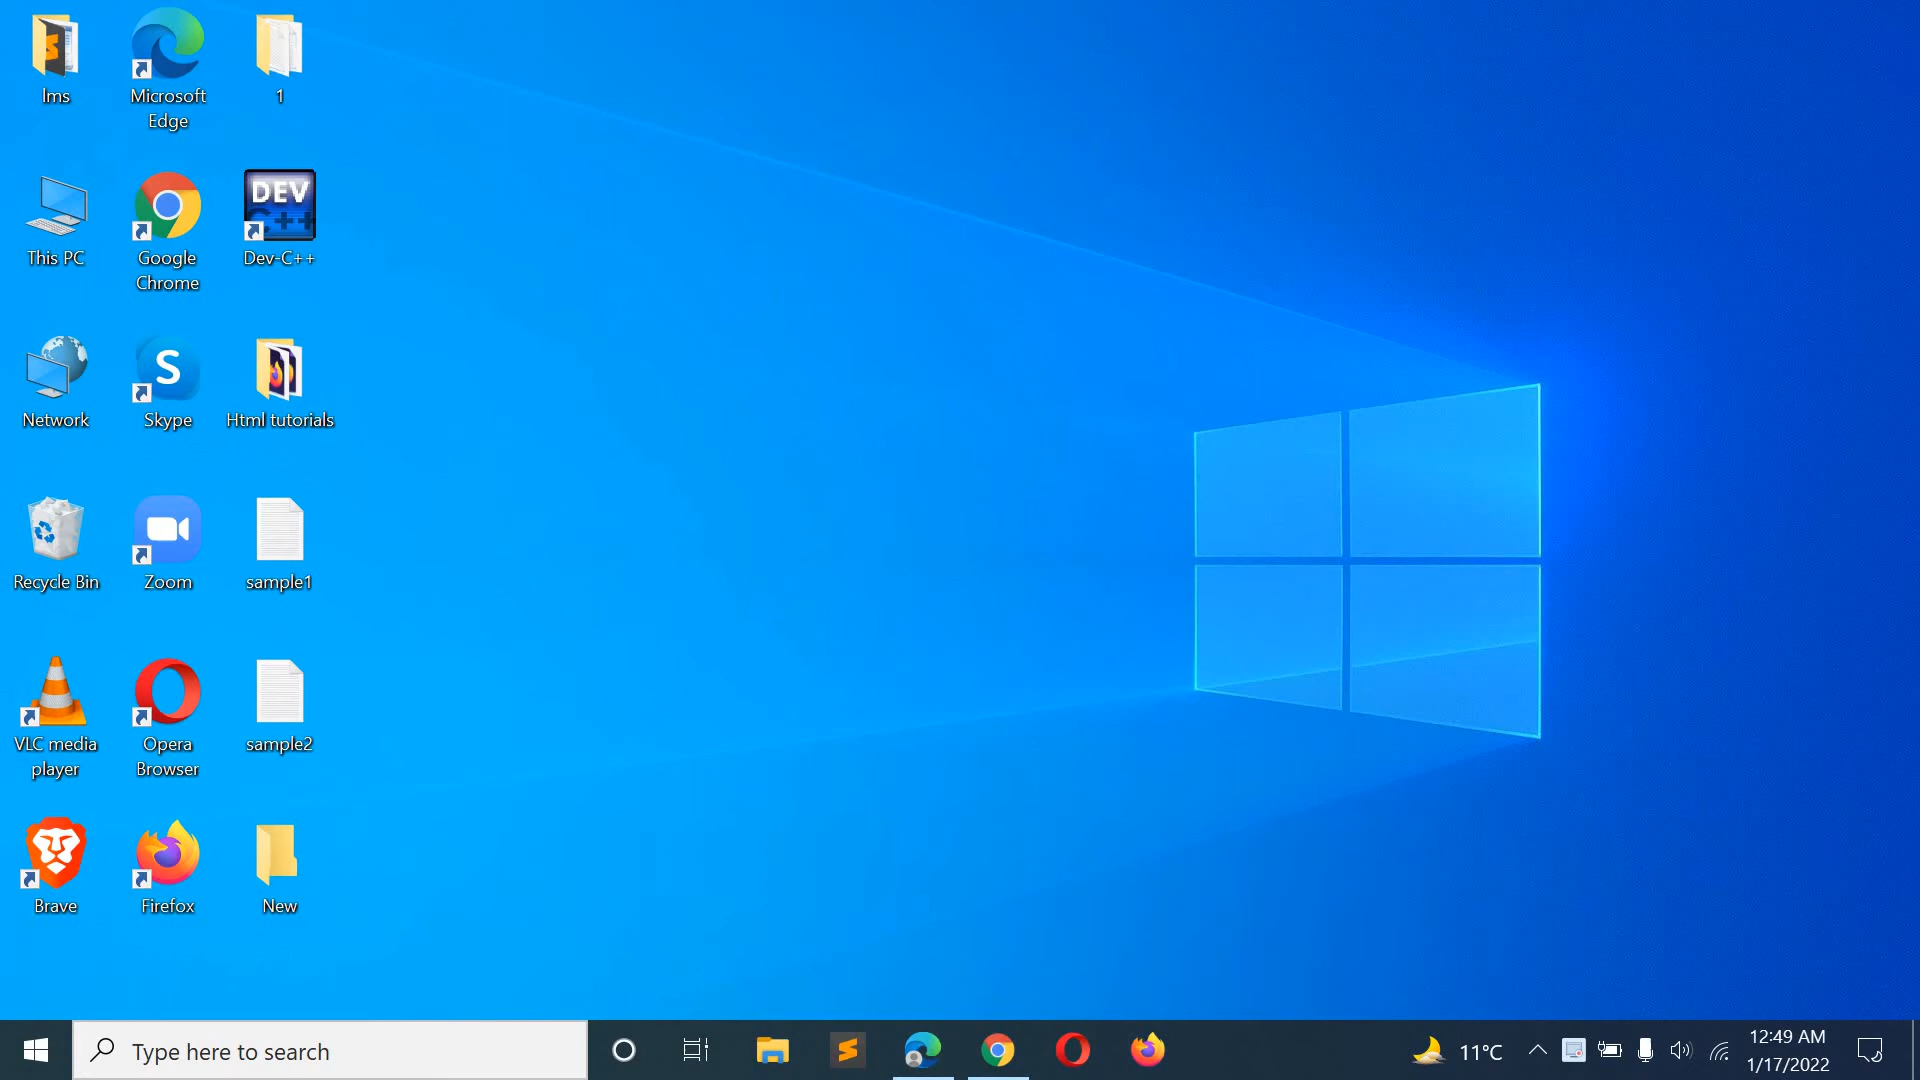 lms
Microsoft
Edge
1
This PC
Google
Chrome
DEV
C++
Dev-C++
Network
S
Skype
Html tutorials
Recycle Bin
Zoom
sample1
VLC media
player
Opera
Browser
sample2
Brave
Firefox
New
Type here to search
11°C
12:49 AM
1/17/2022